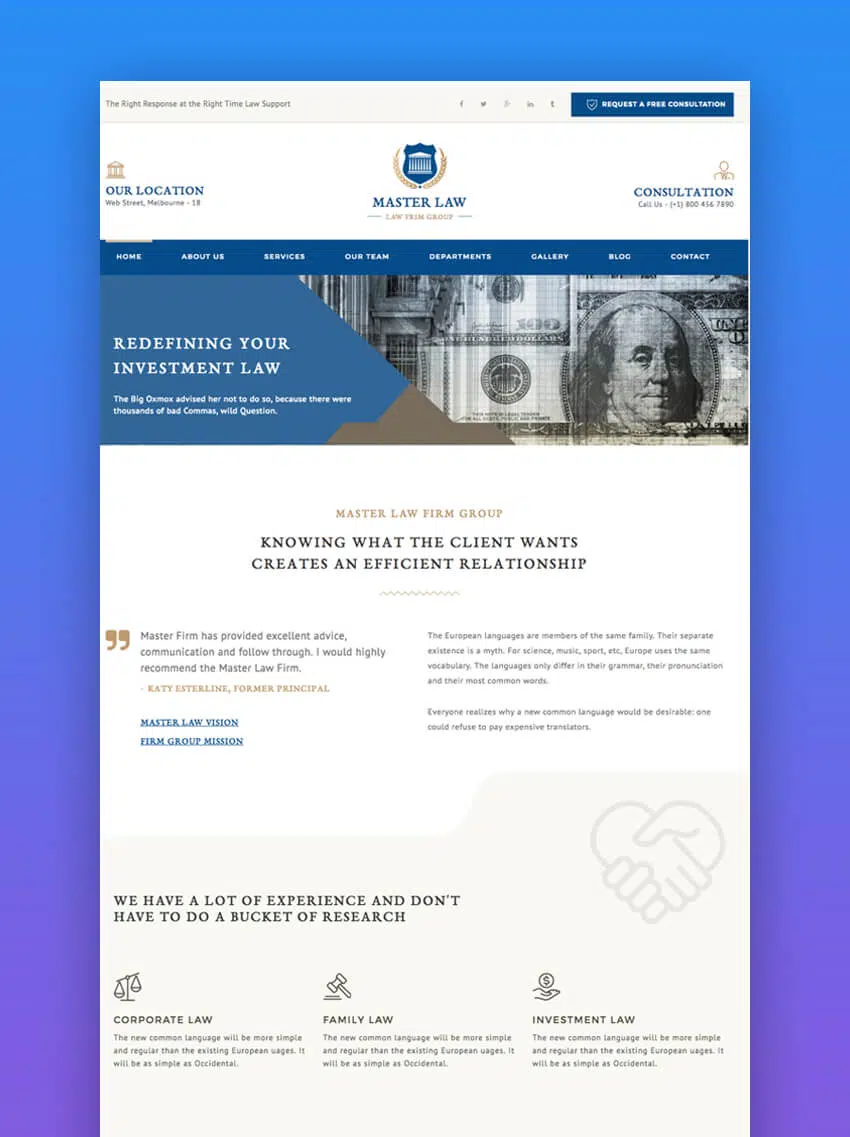 The Right Response at the Right Time Law Support
REQUEST A FREE CONSULTATION
OUR LOCATION
Web Street, Melbourne - 18
MASTER LAW
LAW FRIM GROUP
CONSULTATION
Call Us - (+1) 800 456 7890
HOME ABOUT US SERVICES OUR TEAM DEPARTMENTS GALLERY BLOG CONTACT
REDEFINING YOUR
INVESTMENT LAW
The Big Oxmox advised her not to do so, because there were
thousands of bad Commas, wild Question.
100
MASTER LAW FIRM GROUP
KNOWING WHAT THE CLIENT WANTS
CREATES AN EFFICIENT RELATIONSHIP
Master Firm has provided excellent advice,
communication and follow through. I would highly
recommend the Master Law Firm.
- KATY ESTERLINE, FORMER PRINCIPAL
MASTER LAW VISION
FIRM GROUP MISSION
The European languages are members of the same family. Their separate
existence is a myth. For science, music, sport, etc, Europe uses the same
vocabulary. The languages only differ in their grammar, their pronunciation
and their most common words.
Everyone realizes why a new common language would be desirable: one
could refuse to pay expensive translators.
WE HAVE A LOT OF EXPERIENCE AND DON'T
HAVE TO DO A BUCKET OF RESEARCH
CORPORATE LAW
The new common language will be more simple
and regular than the existing European uages. It
will be as simple as Occidental.
FAMILY LAW
The new common language will be more simple
and regular than the existing European uages. It
will be as simple as Occidental.
INVESTMENT LAW
The new common language will be more simple
and regular than the existing European uages. It
will be as simple as Occidental.